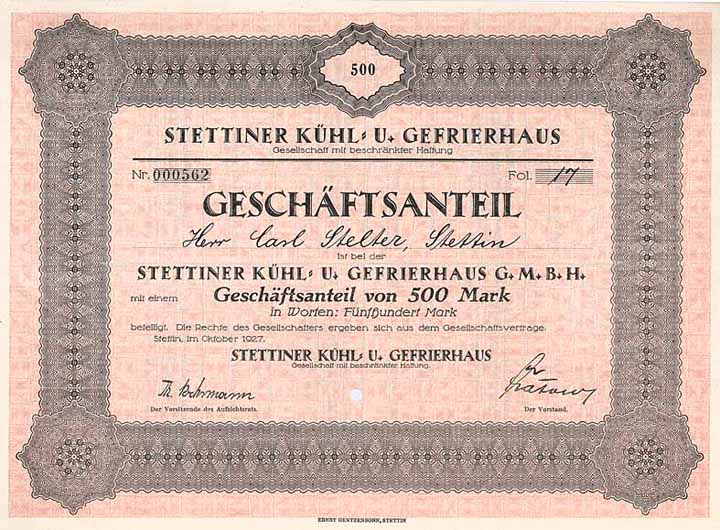 500
STETTINER KÜHL- U. GEFRIERHAUS
Gesellschaft mit beschränkter Haftung
Nr. 000562 Fol. 17
GESCHÄFTSANTEIL
Herr Carl Stelter, Stettin
ist bei der
STETTINER KÜHL- U. GEFRIERHAUS G.M.B.H.
mit einem Geschäftsanteil von 500 Mark
in Worten: Fünfhundert Mark
beteiligt. Die Rechte des Gesellschafters ergeben sich aus dem Gesellschaftsvertrage.
Stettin, im Oktober 1927.
STETTINER KÜHL- U. GEFRIERHAUS
Gesellschaft mit beschränkter Haftung.
Der Vorsitzende des Aufsichtsrats. Der Vorstand.
ERNST GENTZENSOHN, STETTIN